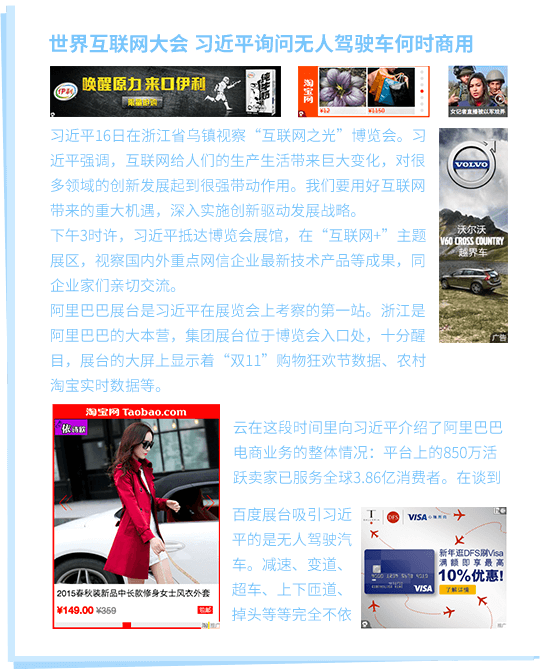 世界互联网大会 习近平询问无人驾驶车何时商用
伊利
唤醒原力 来口伊利
限量新包
淘宝网
¥12
¥1150
女记者直播被以军掀鼻
习近平16日在浙江省乌镇视察“互联网之光”博览会。习
近平强调，互联网给人们的生产生活带来巨大变化，对很
多领域的创新发展起到很强带动作用。我们要用好互联网
带来的重大机遇，深入实施创新驱动发展战略。
下午3时许，习近平抵达博览会展馆，在“互联网+”主题
展区，视察国内外重点网信企业最新技术产品等成果，同
企业家们亲切交流。
阿里巴巴展台是习近平在展览会上考察的第一站。浙江是
阿里巴巴的大本营，集团展台位于博览会入口处，十分醒
目，展台的大屏上显示着“双11”购物狂欢节数据、农村
淘宝实时数据等。
VOLVO
沃尔沃
V60 CROSS COUNTRY
越界车
广告
淘宝网 Taobao.com
依诗歌
2015春秋装新品中长款修身女士风衣外套
¥149.00 ¥359
包邮
云在这段时间里向习近平介绍了阿里巴巴
电商业务的整体情况：平台上的850万活
跃卖家已服务全球3.86亿消费者。在谈到
百度展台吸引习近
平的是无人驾驶汽
车。减速、变道、
超车、上下匝道、
掉头等等完全不依
T
DFS
VISA
新年逛DFS刷Visa
满额即享最高
10%优惠!
了解详情
VISA